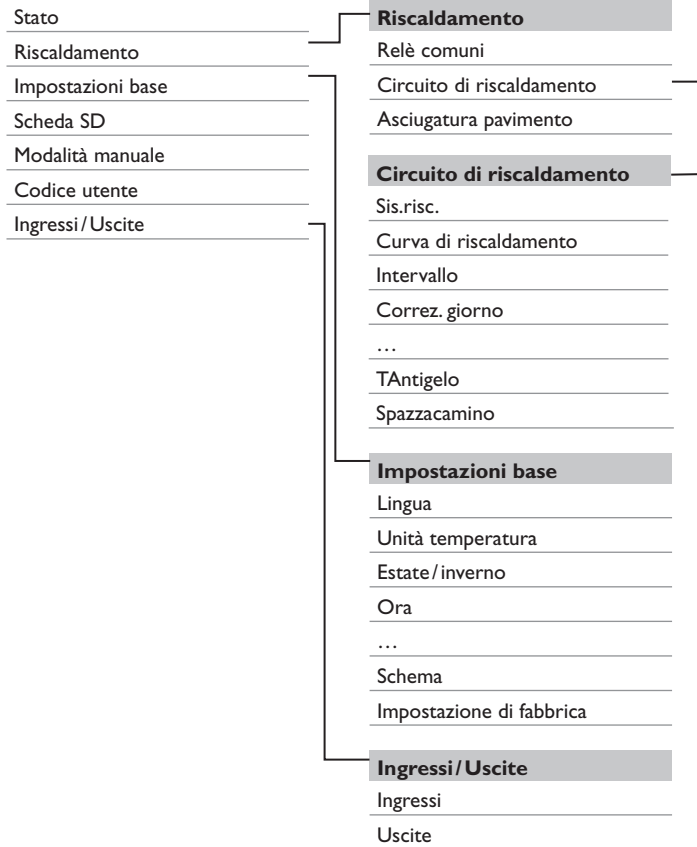 Stato
Riscaldamento
Impostazioni base
Scheda SD
Modalità manuale
Codice utente
Ingressi/Uscite
Riscaldamento
Relè comuni
Circuito di riscaldamento
Asciugatura pavimento
Circuito di riscaldamento
Sis.risc.
Curva di riscaldamento
Intervallo
Correz. giorno
…
TAntigelo
Spazzacamino
Impostazioni base
Lingua
Unità temperatura
Estate/inverno
Ora
…
Schema
Impostazione di fabbrica
Ingressi/Uscite
Ingressi
Uscite